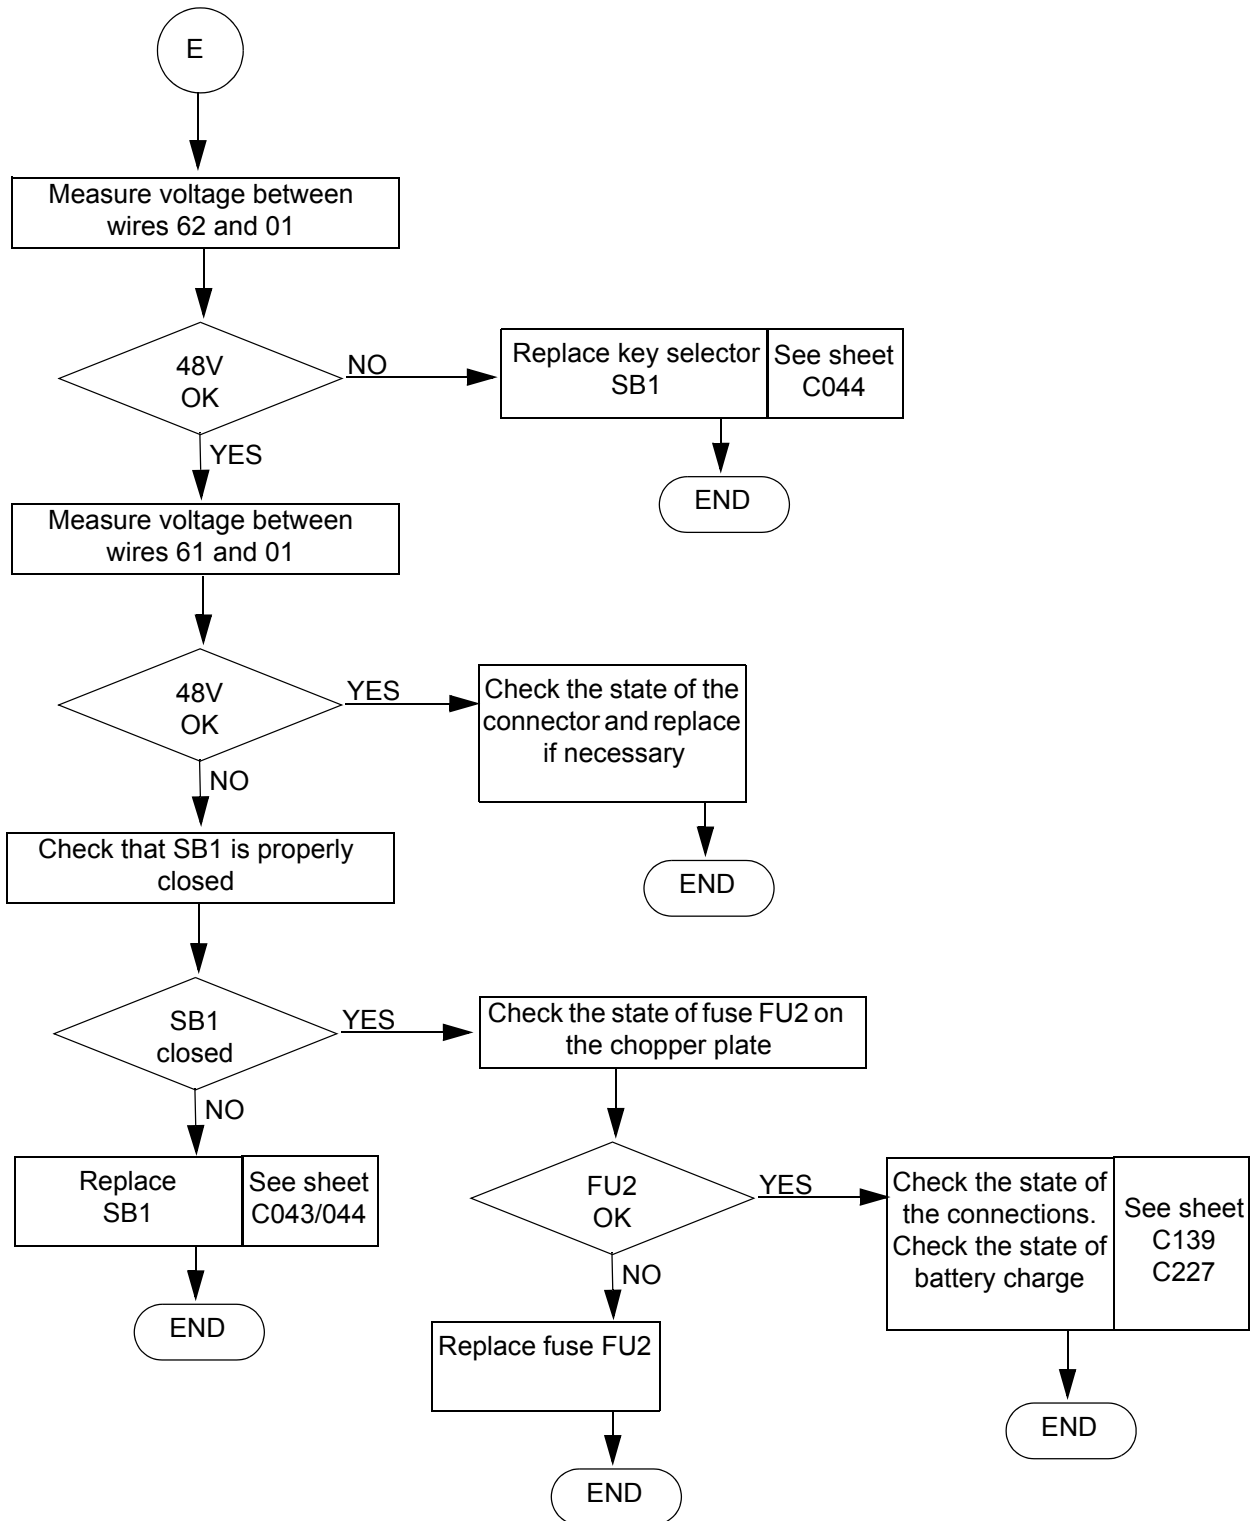 E
Measure voltage between
wires 62 and 01
48V
OK
NO
Replace key selector
SB1
See sheet
C044
YES
END
Measure voltage between
wires 61 and 01
48V
OK
YES
Check the state of the
connector and replace
if necessary
NO
END
Check that SB1 is properly
closed
SB1
closed
YES
Check the state of fuse FU2 on
the chopper plate
NO
Replace
SB1
See sheet
C043/044
END
FU2
OK
YES
Check the state of
the connections.
Check the state of
battery charge
See sheet
C139
C227
NO
Replace fuse FU2
END
END